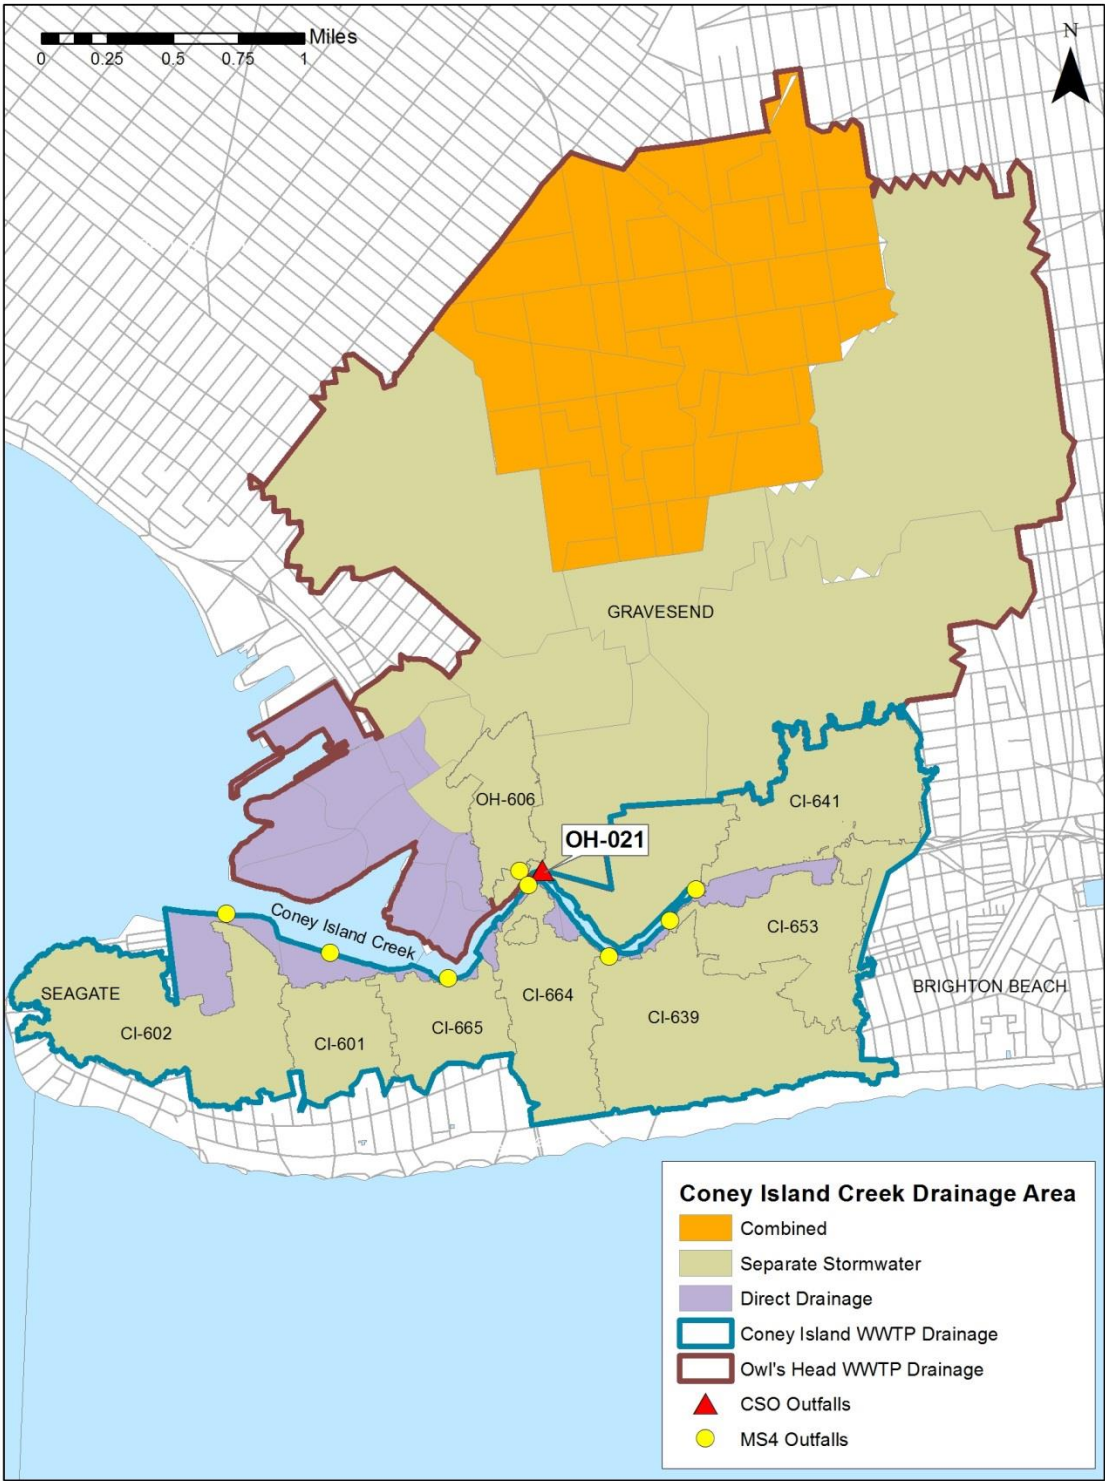 Miles
0 0.25 0.5 0.75 1
N
GRAVESEND
OH-606
CI-641
OH-021
Coney Island Creek
CI-653
SEAGATE
BRIGHTON BEACH
CI-664
CI-602
CI-601
CI-665
CI-639
Coney Island Creek Drainage Area
Combined
Separate Stormwater
Direct Drainage
Coney Island WWTP Drainage
Owl's Head WWTP Drainage
CSO Outfalls
MS4 Outfalls